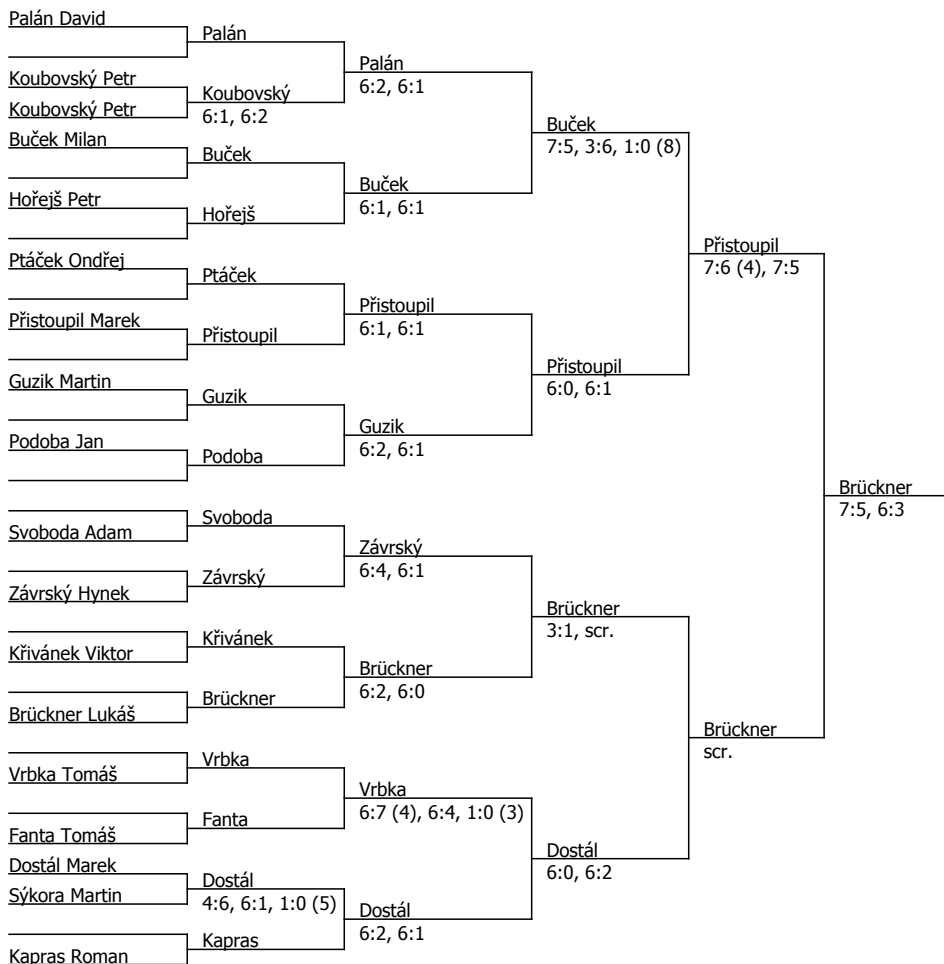 Palán David
Koubovský Petr
Koubovský Petr
Buček Milan
Hořejš Petr
Ptáček Ondřej
Přistoupil Marek
Guzik Martin
Podoba Jan
Svoboda Adam
Závrský Hynek
Křivánek Viktor
Brückner Lukáš
Vrbka Tomáš
Fanta Tomáš
Dostál Marek
Sýkora Martin
Kapras Roman
Palán
Koubovský
6:1, 6:2
Buček
Hořejš
Ptáček
Přistoupil
Guzik
Podoba
Svoboda
Závrský
Křivánek
Brückner
Vrbka
Fanta
Dostál
4:6, 6:1, 1:0 (5)
Kapras
Palán
6:2, 6:1
Buček
6:1, 6:1
Přistoupil
6:1, 6:1
Guzik
6:2, 6:1
Závrský
6:4, 6:1
Brückner
6:2, 6:0
Vrbka
6:7 (4), 6:4, 1:0 (3)
Dostál
6:2, 6:1
Buček
7:5, 3:6, 1:0 (8)
Přistoupil
6:0, 6:1
Brückner
3:1, scr.
Dostál
6:0, 6:2
Přistoupil
7:6 (4), 7:5
Brückner
scr.
Brückner
7:5, 6:3